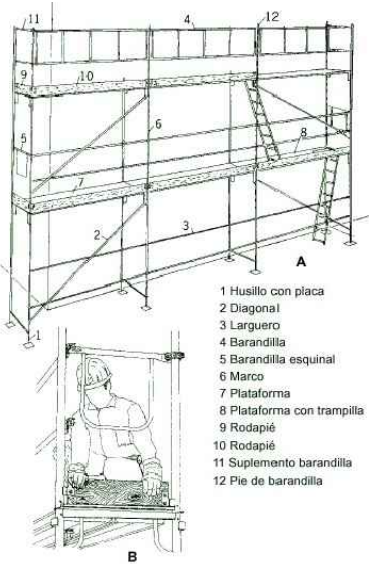 11
4
12
9
10
6
5
8
7
2
3
A
1
1 Husillo con placa
2 Diagonal
3 Larguero
4 Barandilla
5 Barandilla esquinal
6 Marco
7 Plataforma
8 Plataforma con trampilla
9 Rodapié
10 Rodapié
11 Suplemento barandilla
12 Pie de barandilla
B